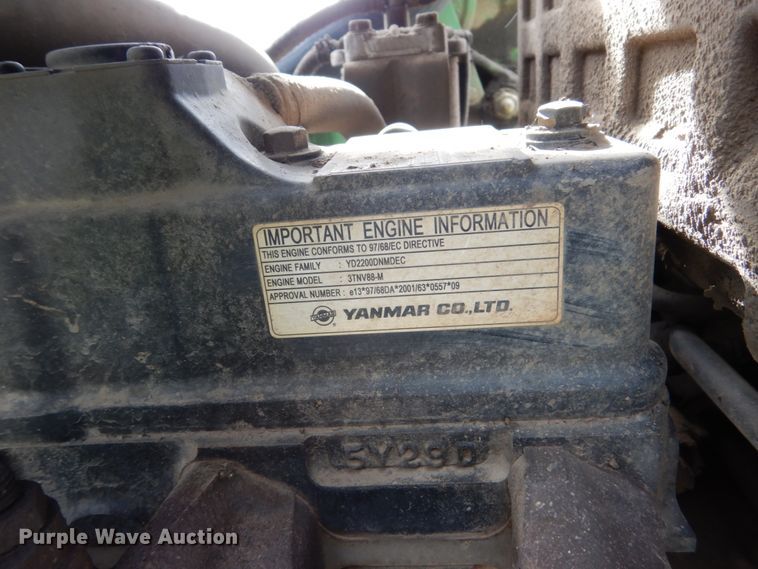 IMPORTANT ENGINE INFORMATION
THIS ENGINE CONFORMS TO 97/68/EC DIRECTIVE
ENGINE FAMILY : YD2200DNMDEC
ENGINE MODEL : 3TNV88-M
APPROVAL NUMBER : e13*97/68DA*2001/63*0557*09
YANMAR CO.,LTD.
Purple Wave Auction®